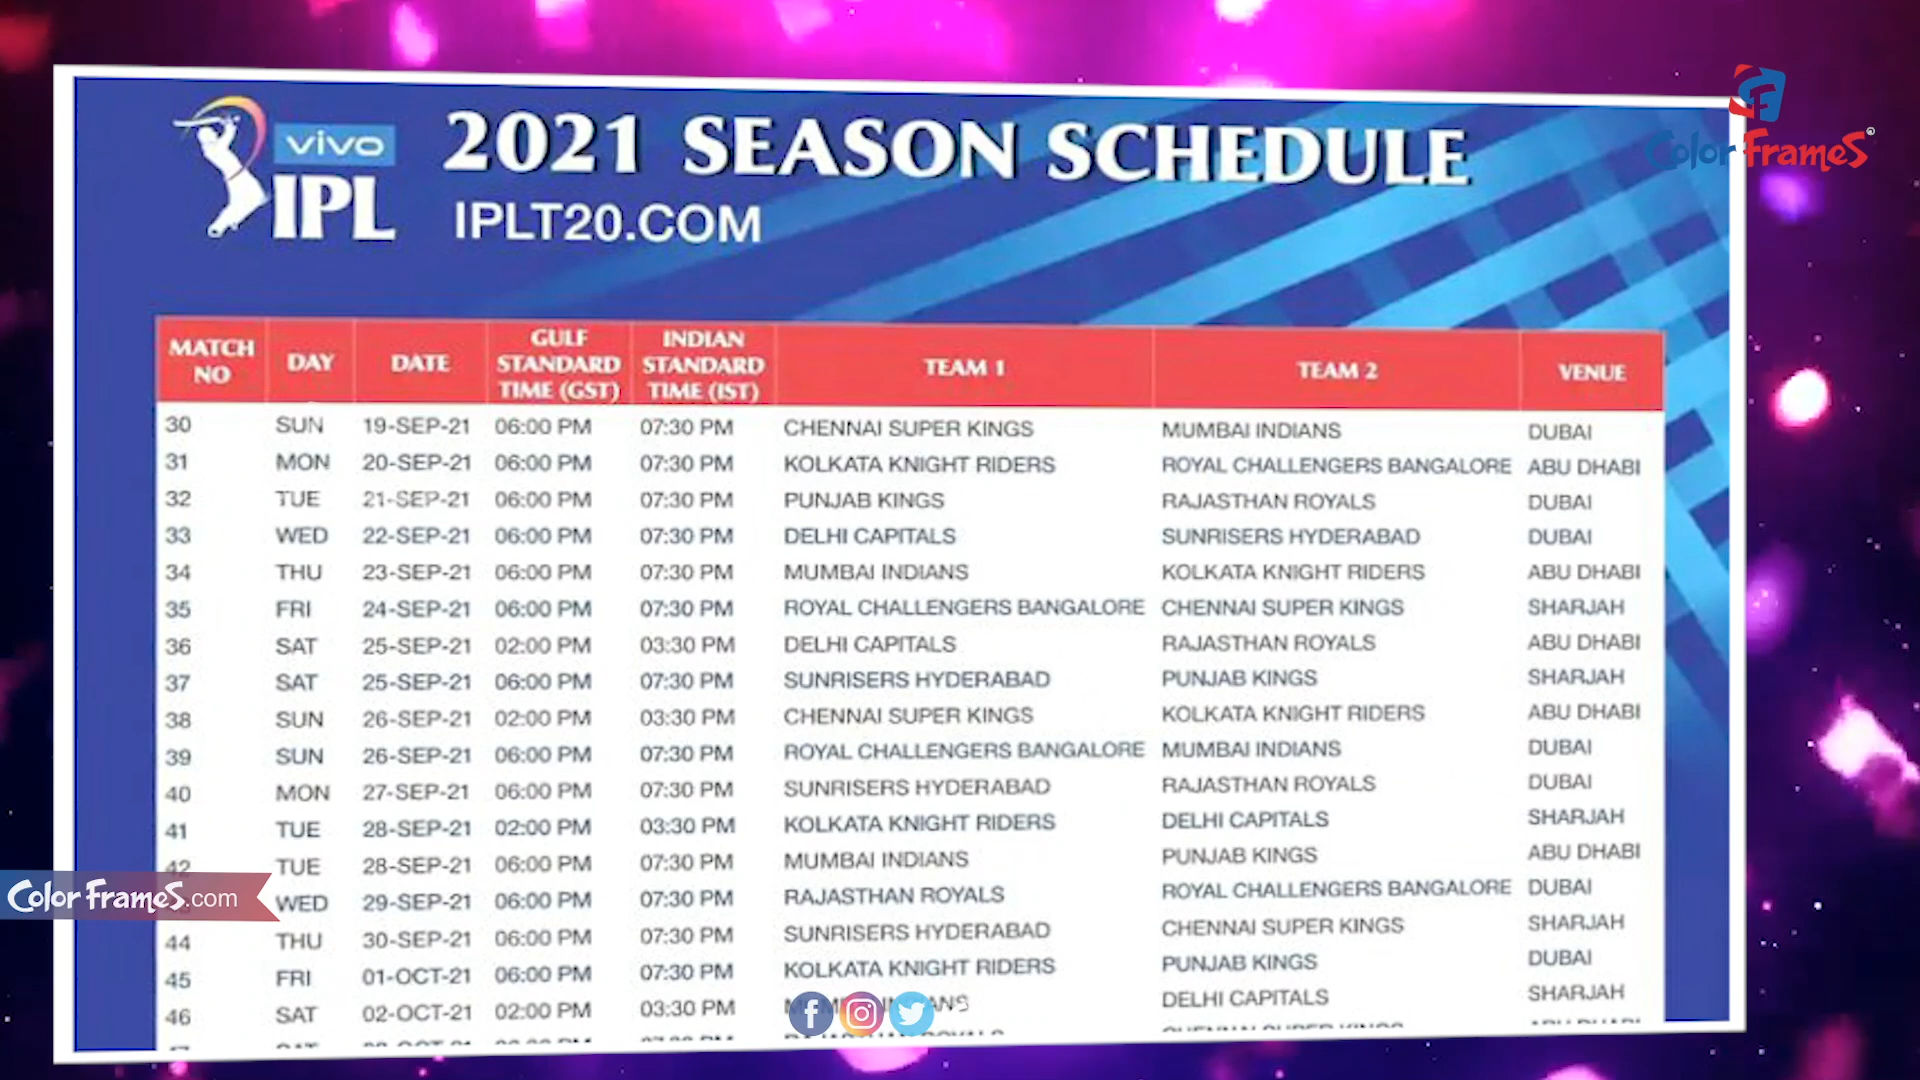 vivo
IPL
2021 SEASON SCHEDULE
IPLT20.COM
Color Frames
MATCH NO DAY DATE GULF STANDARD TIME (GST) INDIAN STANDARD TIME (IST) TEAM 1 TEAM 2 VENUE
30 SUN 19-SEP-21 06:00 PM 07:30 PM CHENNAI SUPER KINGS MUMBAI INDIANS DUBAI
31 MON 20-SEP-21 06:00 PM 07:30 PM KOLKATA KNIGHT RIDERS ROYAL CHALLENGERS BANGALORE ABU DHABI
32 TUE 21-SEP-21 06:00 PM 07:30 PM PUNJAB KINGS RAJASTHAN ROYALS DUBAI
33 WED 22-SEP-21 06:00 PM 07:30 PM DELHI CAPITALS SUNRISERS HYDERABAD DUBAI
34 THU 23-SEP-21 06:00 PM 07:30 PM MUMBAI INDIANS KOLKATA KNIGHT RIDERS ABU DHABI
35 FRI 24-SEP-21 06:00 PM 07:30 PM ROYAL CHALLENGERS BANGALORE CHENNAI SUPER KINGS SHARJAH
36 SAT 25-SEP-21 02:00 PM 03:30 PM DELHI CAPITALS RAJASTHAN ROYALS ABU DHABI
37 SAT 25-SEP-21 06:00 PM 07:30 PM SUNRISERS HYDERABAD PUNJAB KINGS SHARJAH
38 SUN 26-SEP-21 02:00 PM 03:30 PM CHENNAI SUPER KINGS KOLKATA KNIGHT RIDERS ABU DHABI
39 SUN 26-SEP-21 06:00 PM 07:30 PM ROYAL CHALLENGERS BANGALORE MUMBAI INDIANS DUBAI
40 MON 27-SEP-21 06:00 PM 07:30 PM SUNRISERS HYDERABAD RAJASTHAN ROYALS DUBAI
41 TUE 28-SEP-21 02:00 PM 03:30 PM KOLKATA KNIGHT RIDERS DELHI CAPITALS SHARJAH
42 TUE 28-SEP-21 06:00 PM 07:30 PM MUMBAI INDIANS PUNJAB KINGS ABU DHABI
WED 29-SEP-21 06:00 PM 07:30 PM RAJASTHAN ROYALS ROYAL CHALLENGERS BANGALORE DUBAI
44 THU 30-SEP-21 06:00 PM 07:30 PM SUNRISERS HYDERABAD CHENNAI SUPER KINGS SHARJAH
45 FRI 01-OCT-21 06:00 PM 07:30 PM KOLKATA KNIGHT RIDERS PUNJAB KINGS DUBAI
46 SAT 02-OCT-21 02:00 PM 03:30 PM DELHI CAPITALS SHARJAH
Color Frames.com